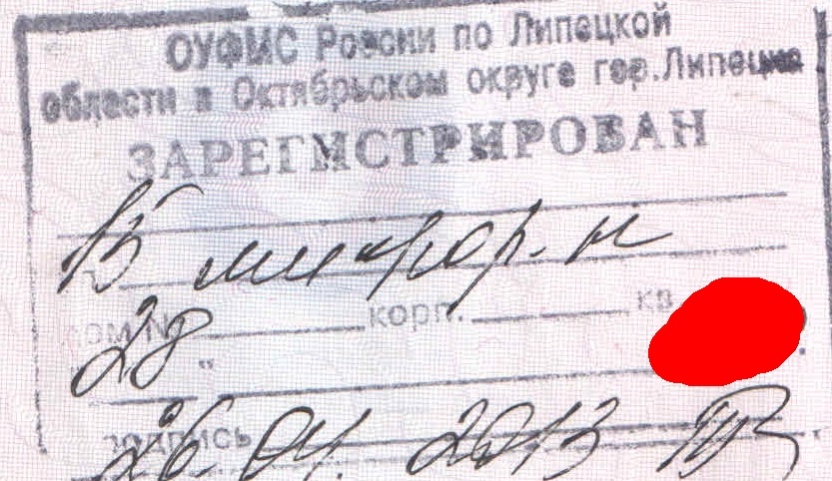 ОУФМС России по Липецкой
области в Октябрьском округе гор.Липецка
ЗАРЕГИСТРИРОВАН
15 микрор-н
дом № 28 корп. кв.
подпись
26.04.2013